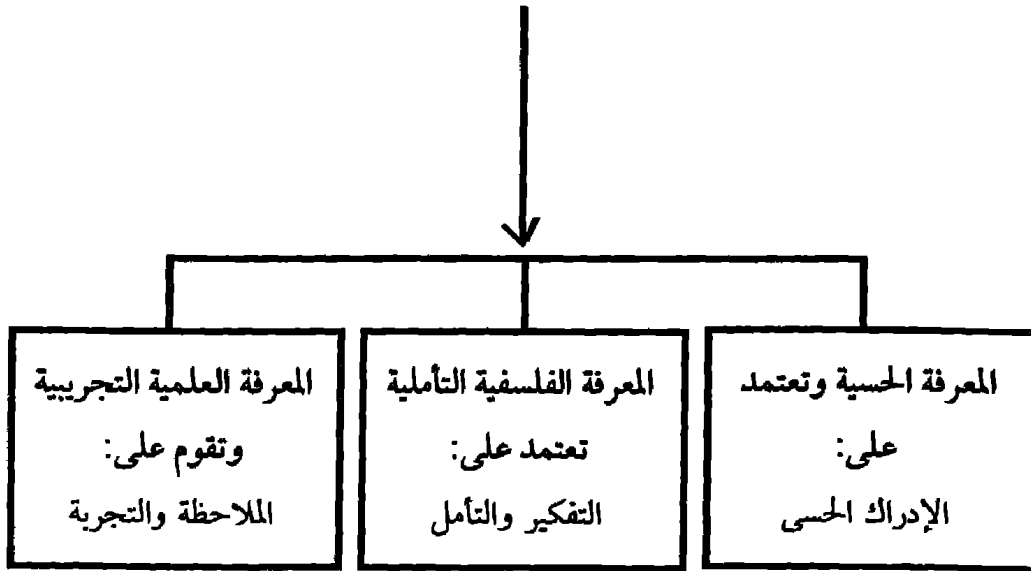 المعرفة الحسية وتعتمد
على:
الإدراك الحسى
المعرفة الفلسفية التأملية
تعتمد على:
التفكير والتأمل
المعرفة العلمية التجريبية
وتقوم على:
الملاحظة والتجربة